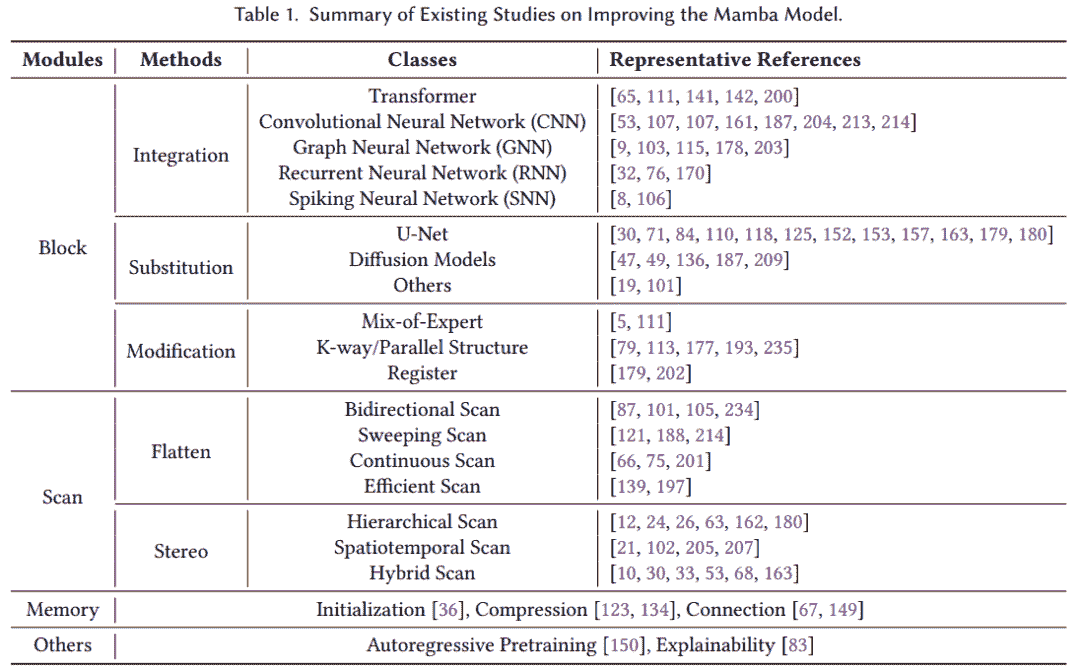 Table 1. Summary of Existing Studies on Improving the Mamba Model.
Modules Methods Classes Representative References
Block
Integration
Transformer [65, 111, 141, 142, 200]
Convolutional Neural Network (CNN) [53, 107, 107, 161, 187, 204, 213, 214]
Graph Neural Network (GNN) [9, 103, 115, 178, 203]
Recurrent Neural Network (RNN) [32, 76, 170]
Spiking Neural Network (SNN) [8, 106]
Substitution
U-Net [30, 71, 84, 110, 118, 125, 152, 153, 157, 163, 179, 180]
Diffusion Models [47, 49, 136, 187, 209]
Others [19, 101]
Modification
Mix-of-Expert [5, 111]
K-way/Parallel Structure [79, 113, 177, 193, 235]
Register [179, 202]
Scan
Flatten
Bidirectional Scan [87, 101, 105, 234]
Sweeping Scan [121, 188, 214]
Continuous Scan [66, 75, 201]
Efficient Scan [139, 197]
Stereo
Hierarchical Scan [12, 24, 26, 63, 162, 180]
Spatiotemporal Scan [21, 102, 205, 207]
Hybrid Scan [10, 30, 33, 53, 68, 163]
Memory Initialization [36], Compression [123, 134], Connection [67, 149]
Others Autoregressive Pretraining [150], Explainability [83]